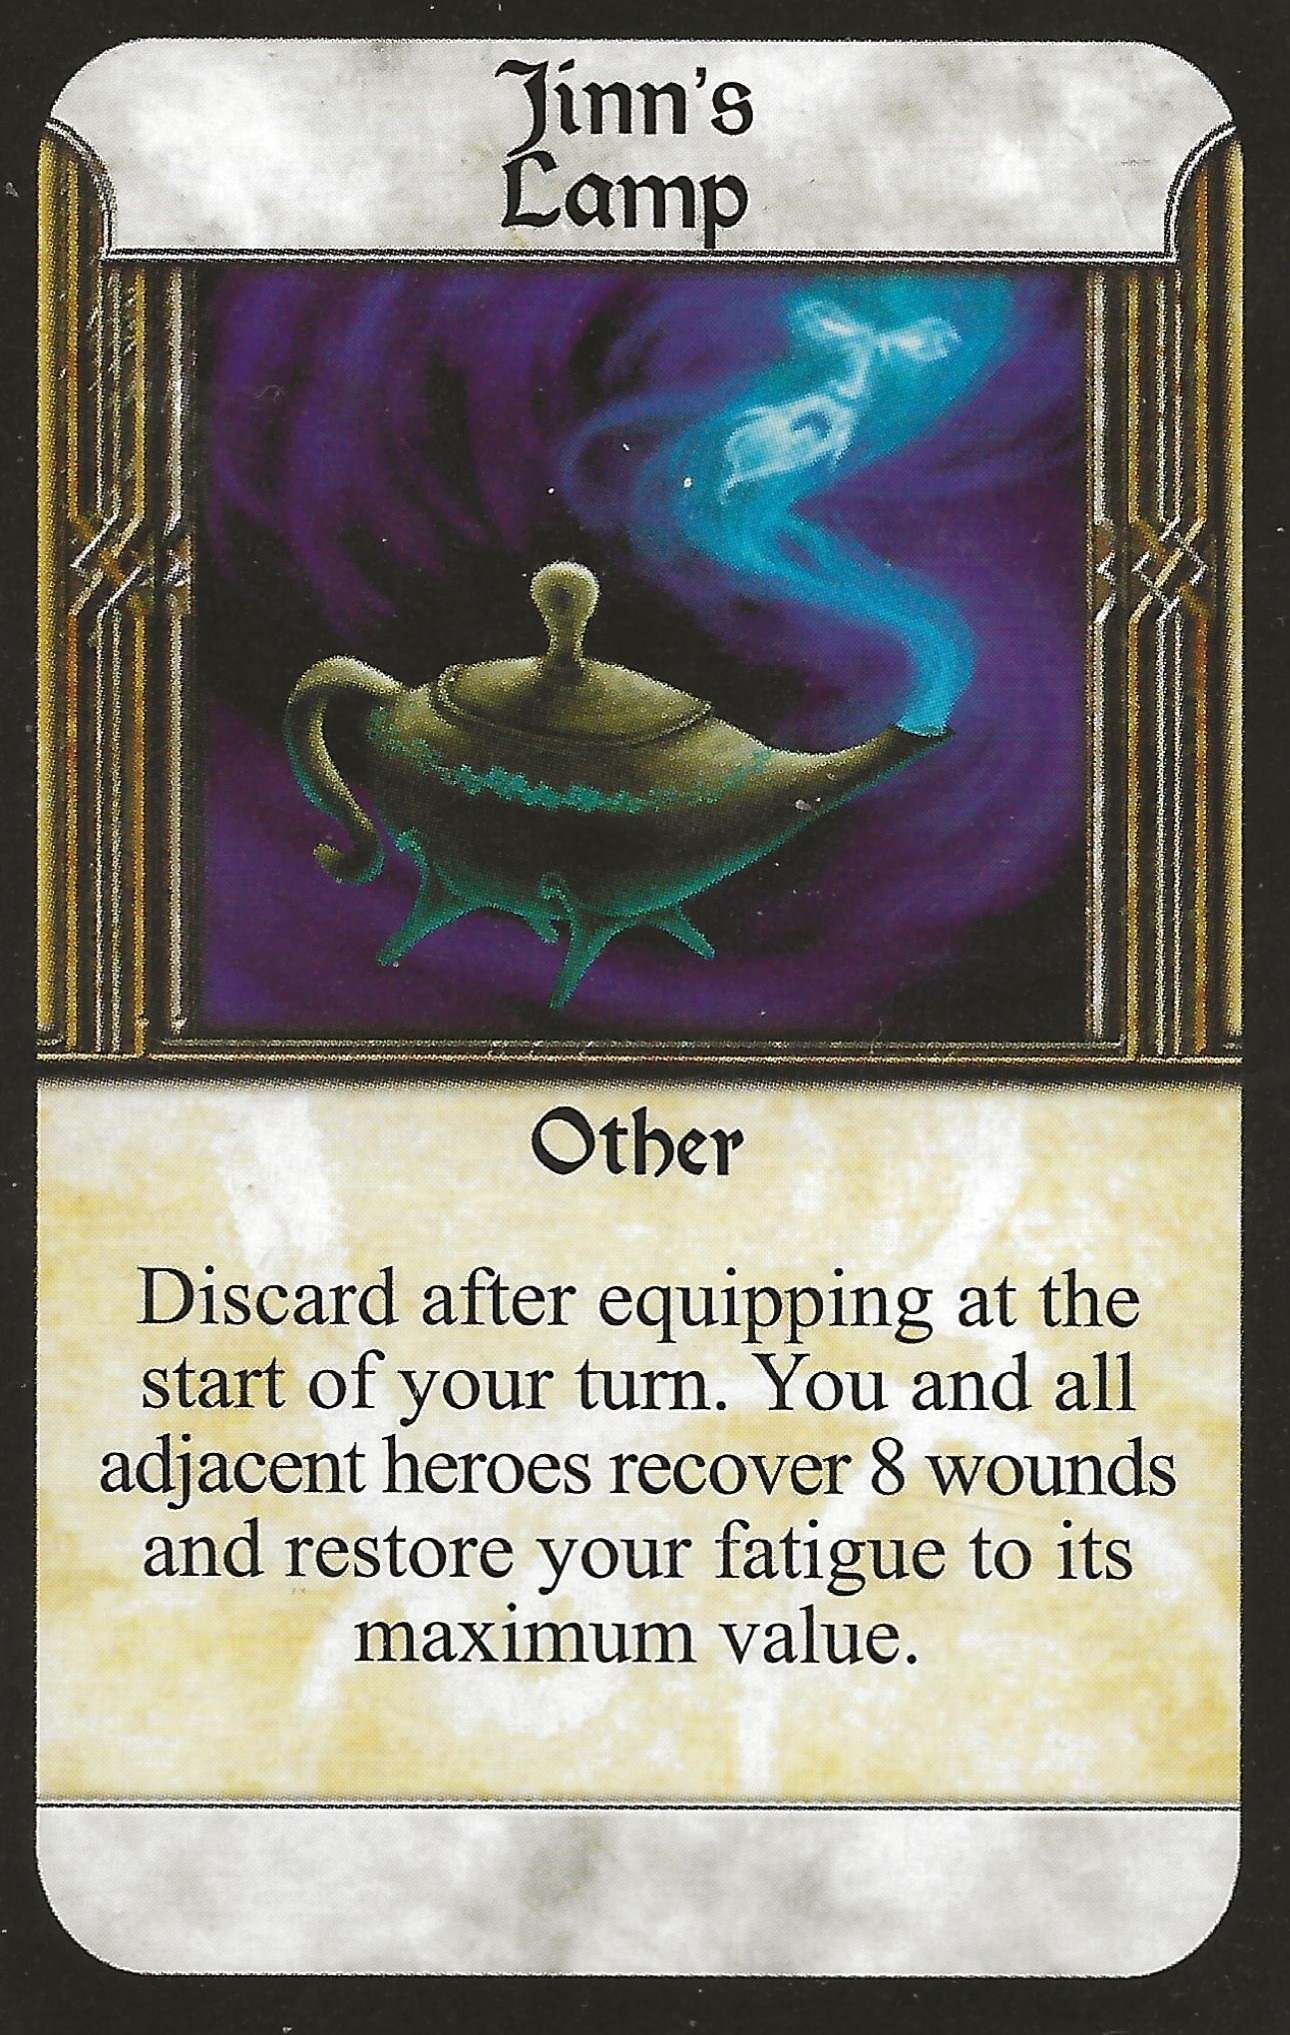 Jinn's
Lamp
Other
Discard after equipping at the
start of your turn. You and all
adjacent heroes recover 8 wounds
and restore your fatigue to its
maximum value.